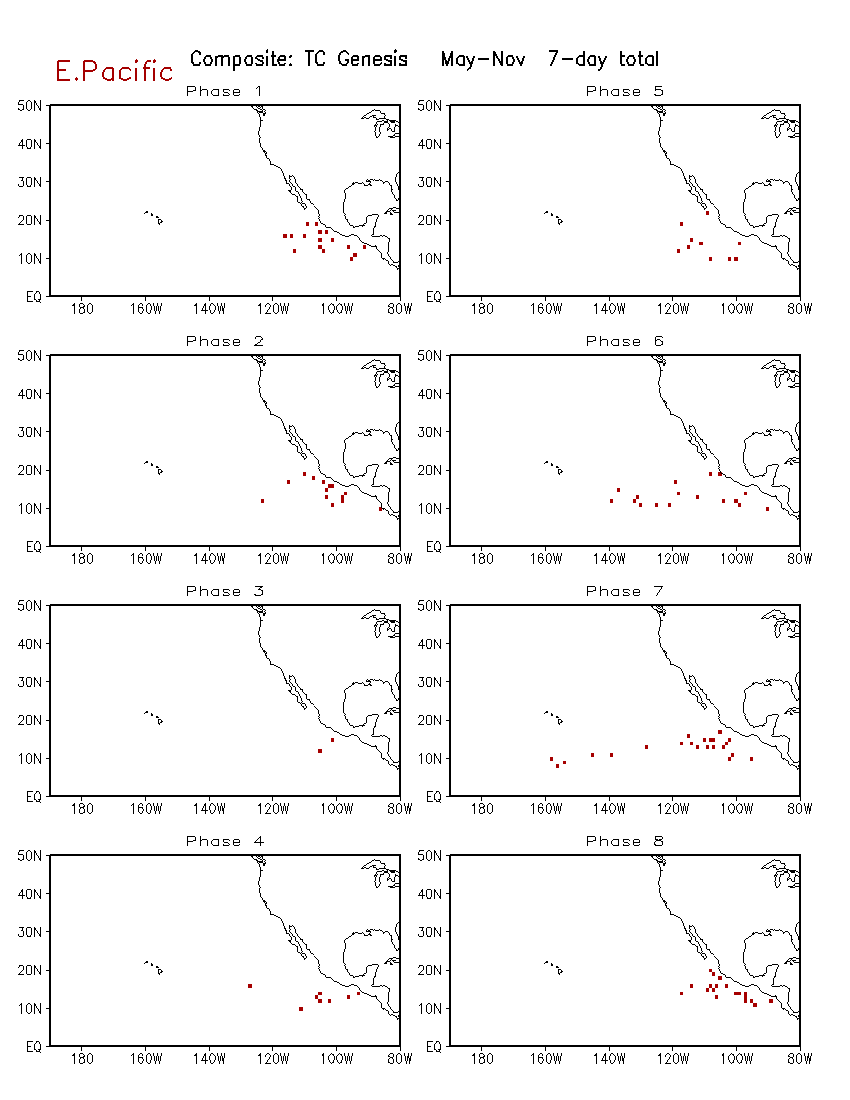 Composite: TC Genesis May-Nov 7-day total
E.Pacific
Phase 1
50N
40N
30N
20N
10N
EQ
180 160W 140W 120W 100W 80W
Phase 5
50N
40N
30N
20N
10N
EQ
180 160W 140W 120W 100W 80W
Phase 2
50N
40N
30N
20N
10N
EQ
180 160W 140W 120W 100W 80W
Phase 6
50N
40N
30N
20N
10N
EQ
180 160W 140W 120W 100W 80W
Phase 3
50N
40N
30N
20N
10N
EQ
180 160W 140W 120W 100W 80W
Phase 7
50N
40N
30N
20N
10N
EQ
180 160W 140W 120W 100W 80W
Phase 4
50N
40N
30N
20N
10N
EQ
180 160W 140W 120W 100W 80W
Phase 8
50N
40N
30N
20N
10N
EQ
180 160W 140W 120W 100W 80W